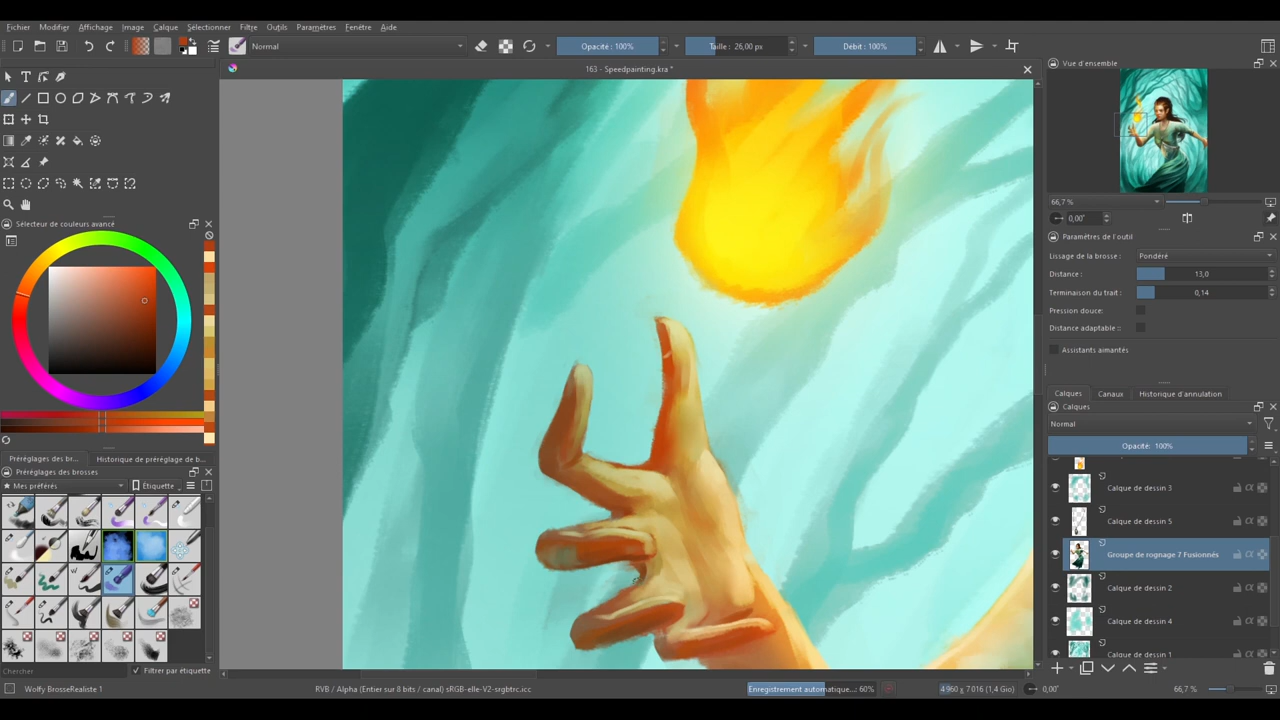 Fichier Modifier Affichage Image Calque Sélectionner Filtre Outils Paramètres Fenêtre Aide
Normal Opacité : 100% Taille : 26,00 px Débit : 100%
163 - Speedpainting.kra *
Vue d'ensemble
66,7 %
0,00°
Paramètres de l'outil
Lissage de la brosse : Pondéré
Distance : 13,0
Terminaison du trait : 0,14
Pression douce:
Distance adaptable ::
Assistants aimantés
Calques Canaux Historique d'annulation
Calques
Normal
Opacité: 100%
Calque de dessin 3
Calque de dessin 5
Groupe de rognage 7 Fusionnés
Calque de dessin 2
Calque de dessin 4
Calque de dessin 1
Sélecteur de couleurs avancé
Préréglages des br... Historique de préréglage de b...
Préréglages des brosses
Mes préférés Étiquette
Chercher Filtrer par étiquette
Wolfy BrosseRealiste 1 RVB / Alpha (Entier sur 8 bits / canal) sRGB-elle-V2-srgbtrc.icc Enregistrement automatique...: 60% 4 960 x 7 016 (1,4 Gio) 0,00° 66,7 %